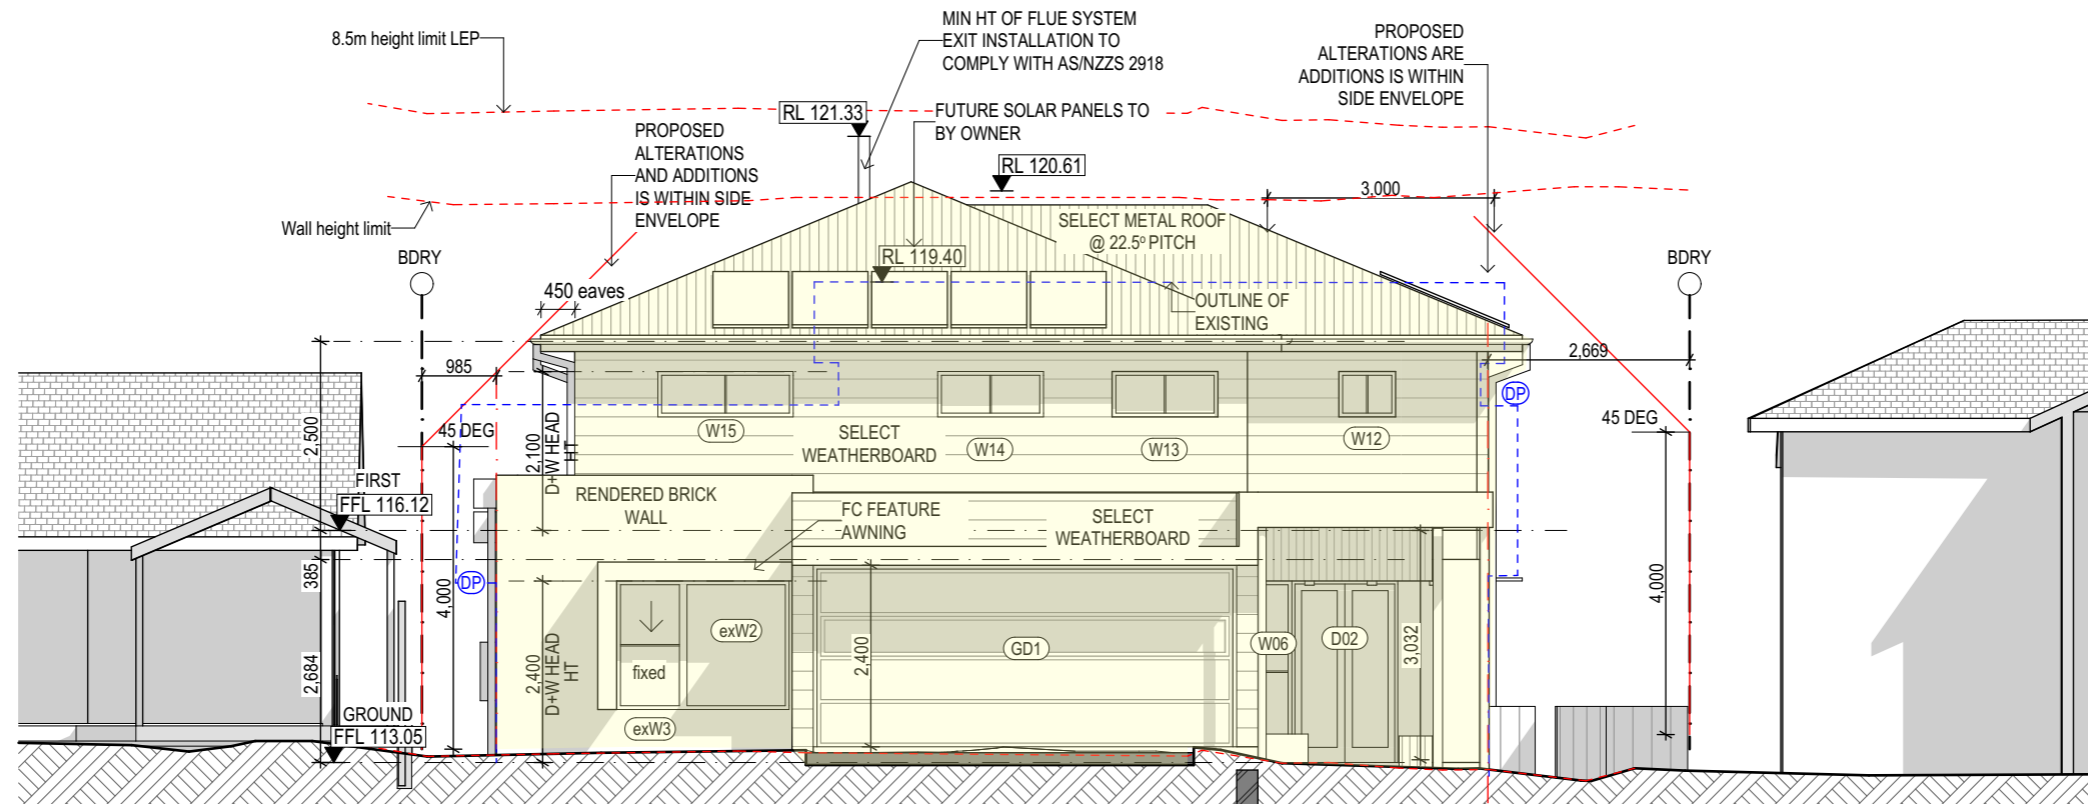 8.5m height limit LEP
MIN HT OF FLUE SYSTEM
EXIT INSTALLATION TO
COMPLY WITH AS/NZZS 2918
PROPOSED
ALTERATIONS ARE
ADDITIONS IS WITHIN
SIDE ENVELOPE
RL 121.33
FUTURE SOLAR PANELS TO
BY OWNER
PROPOSED
ALTERATIONS
AND ADDITIONS
IS WITHIN SIDE
ENVELOPE
RL 120.61
3,000
Wall height limit
SELECT METAL ROOF
@ 22.5º PITCH
BDRY
RL 119.40
BDRY
450 eaves
OUTLINE OF
EXISTING
985
2,669
2,500
45 DEG
2,100
D+W HEAD
HT
W15
SELECT
WEATHERBOARD
W14
W13
W12
DP
45 DEG
FIRST
FFL 116.12
RENDERED BRICK
WALL
FC FEATURE
AWNING
SELECT
WEATHERBOARD
385
DP
4,000
4,000
2,684
2,400
D+W HEAD
HT
exW2
fixed
exW3
2,400
GD1
W06
D02
3,032
GROUND
FFL 113.05